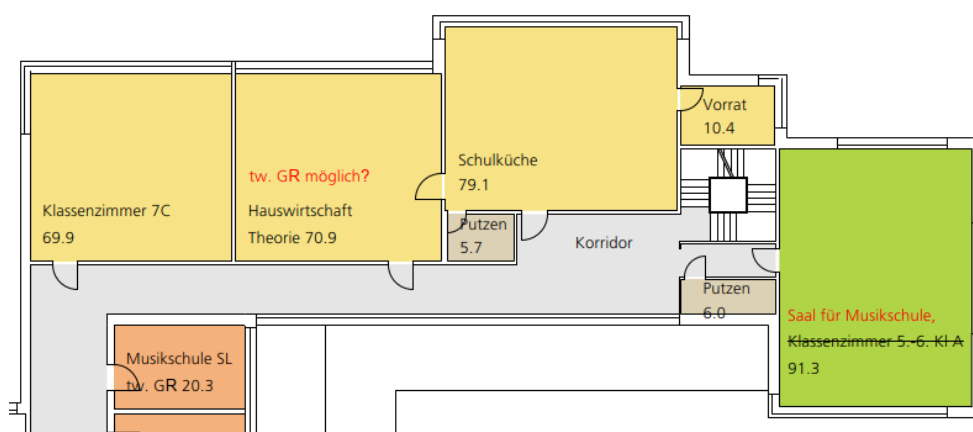 Vorrat
10.4
Schulküche
79.1
tw. GR möglich?
Hauswirtschaft
Theorie 70.9
Klassenzimmer 7C
69.9
Putzen
5.7
Korridor
Putzen
6.0
Saal für Musikschule,
Klassenzimmer 5.-6. Kl A
91.3
Musikschule SL
tw. GR 20.3